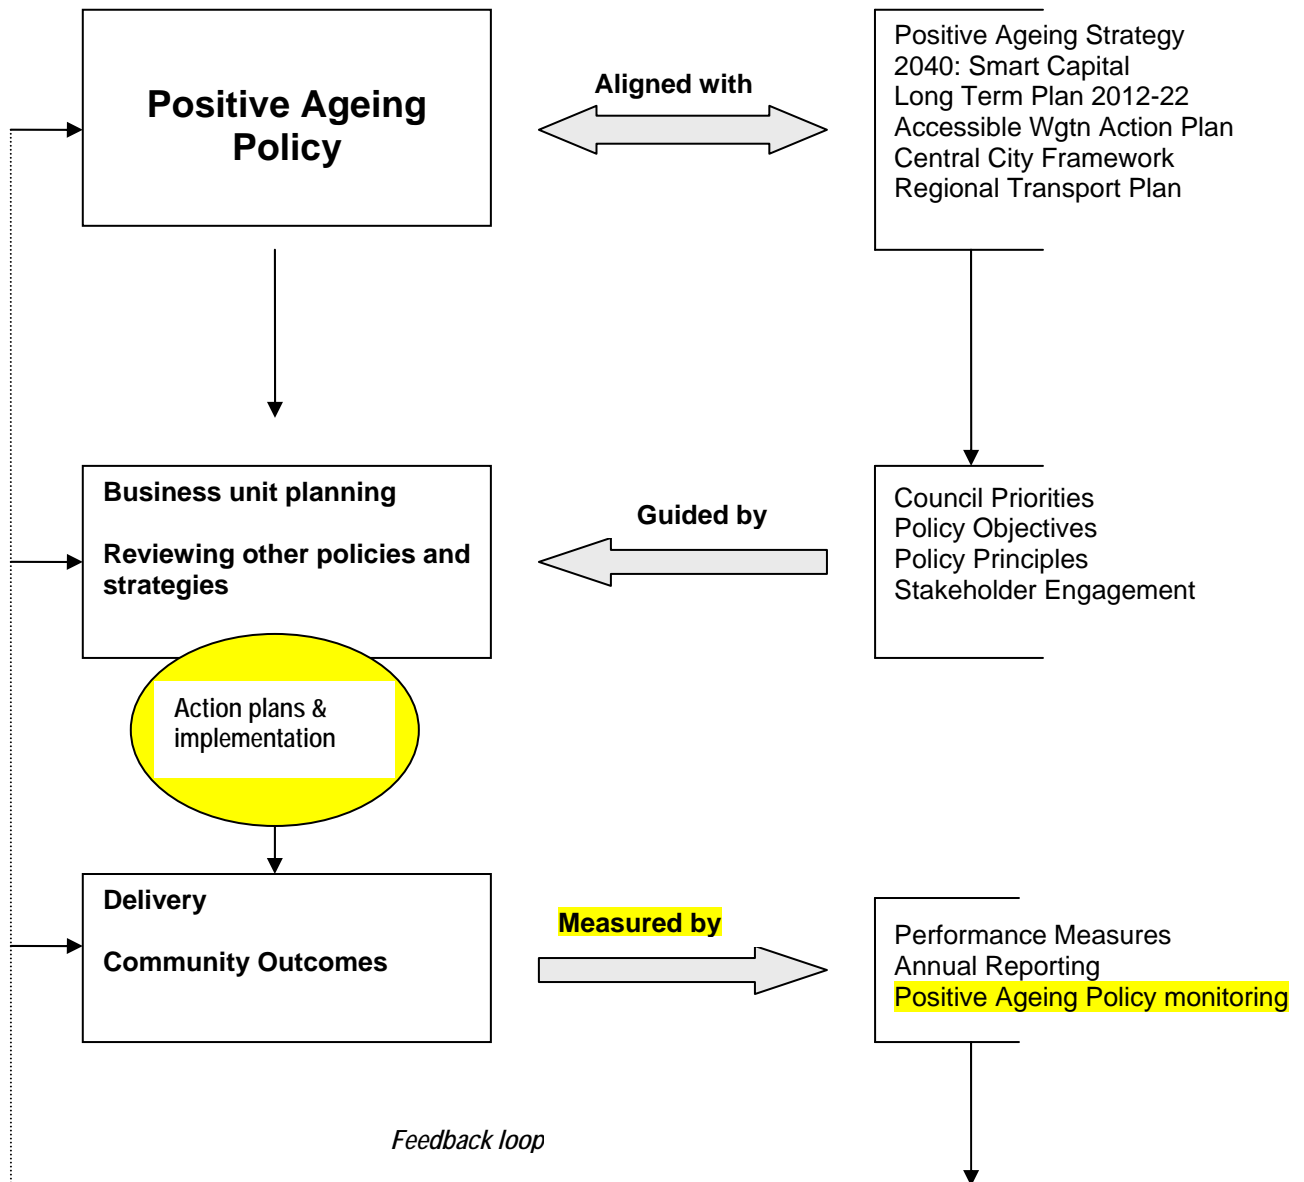 Positive Ageing
Policy
Aligned with
Positive Ageing Strategy
2040: Smart Capital
Long Term Plan 2012-22
Accessible Wgtn Action Plan
Central City Framework
Regional Transport Plan
Business unit planning
Reviewing other policies and
strategies
Guided by
Council Priorities
Policy Objectives
Policy Principles
Stakeholder Engagement
Action plans &
implementation
Delivery
Community Outcomes
Measured by
Performance Measures
Annual Reporting
Positive Ageing Policy monitoring
Feedback loop